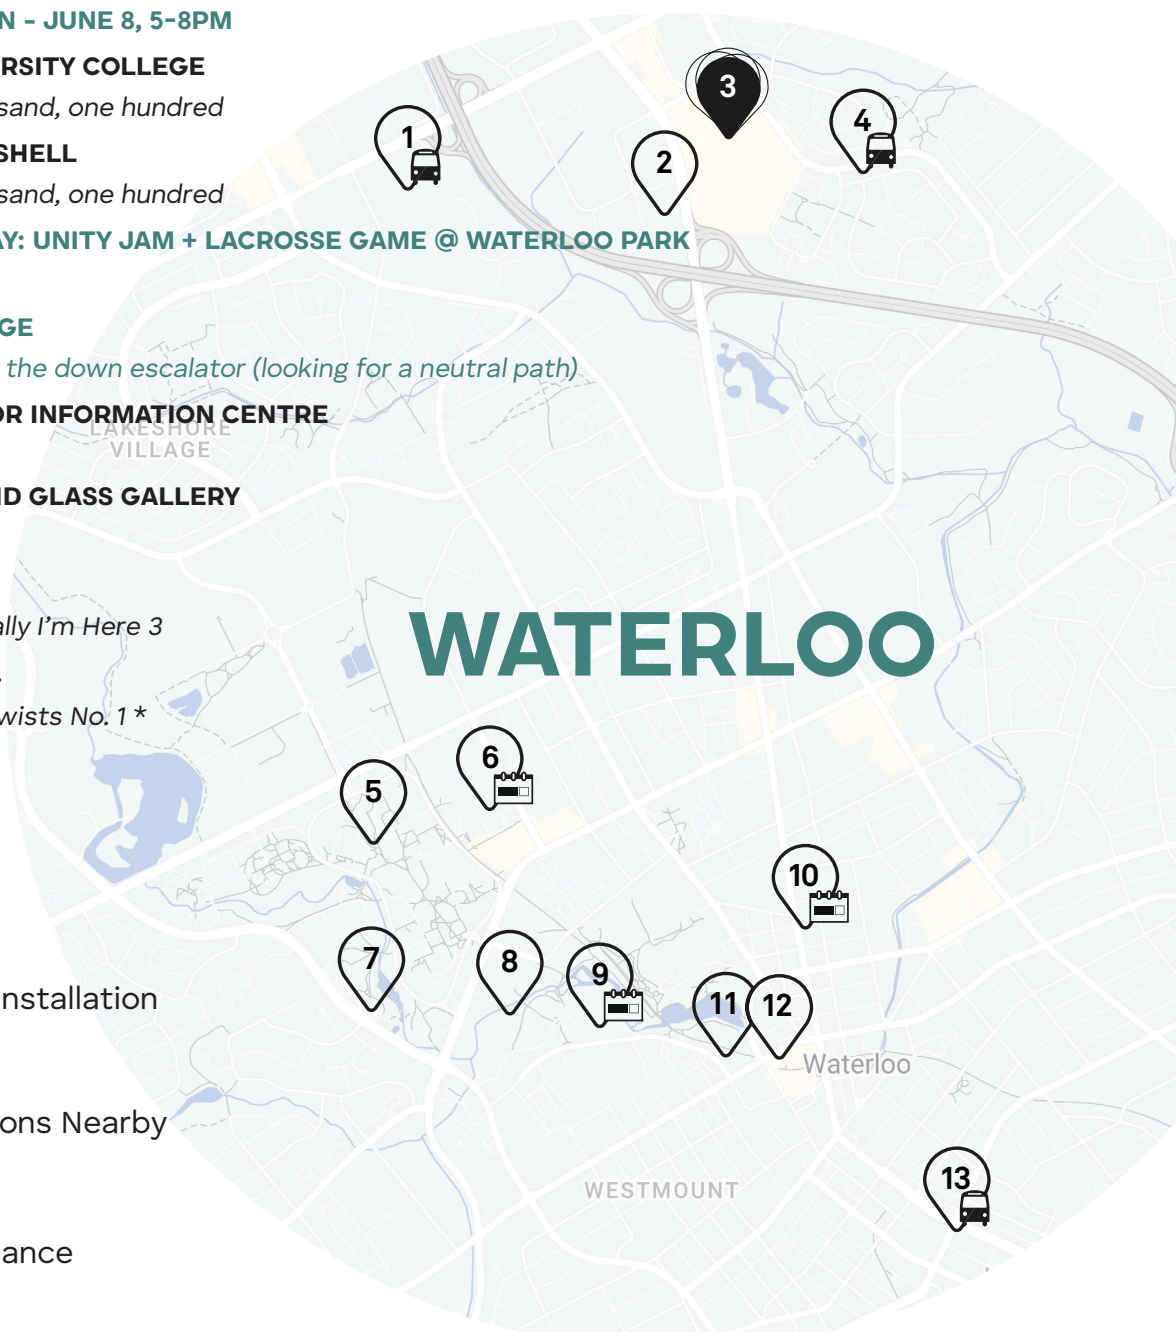 N - JUNE 8, 5-8PM
RSITY COLLEGE
sand, one hundred
SHELL
sand, one hundred
AY: UNITY JAM + LACROSSE GAME @ WATERLOO PARK
GE
the down escalator (looking for a neutral path)
OR INFORMATION CENTRE
LAKESHORE
VILLAGE
ND GLASS GALLERY
ally I'm Here 3
wists No. 1 *
nstallation
ons Nearby
ance
1
2
3
4
WATERLOO
5
6
7
8
9
10
11
12
Waterloo
WESTMOUNT
13